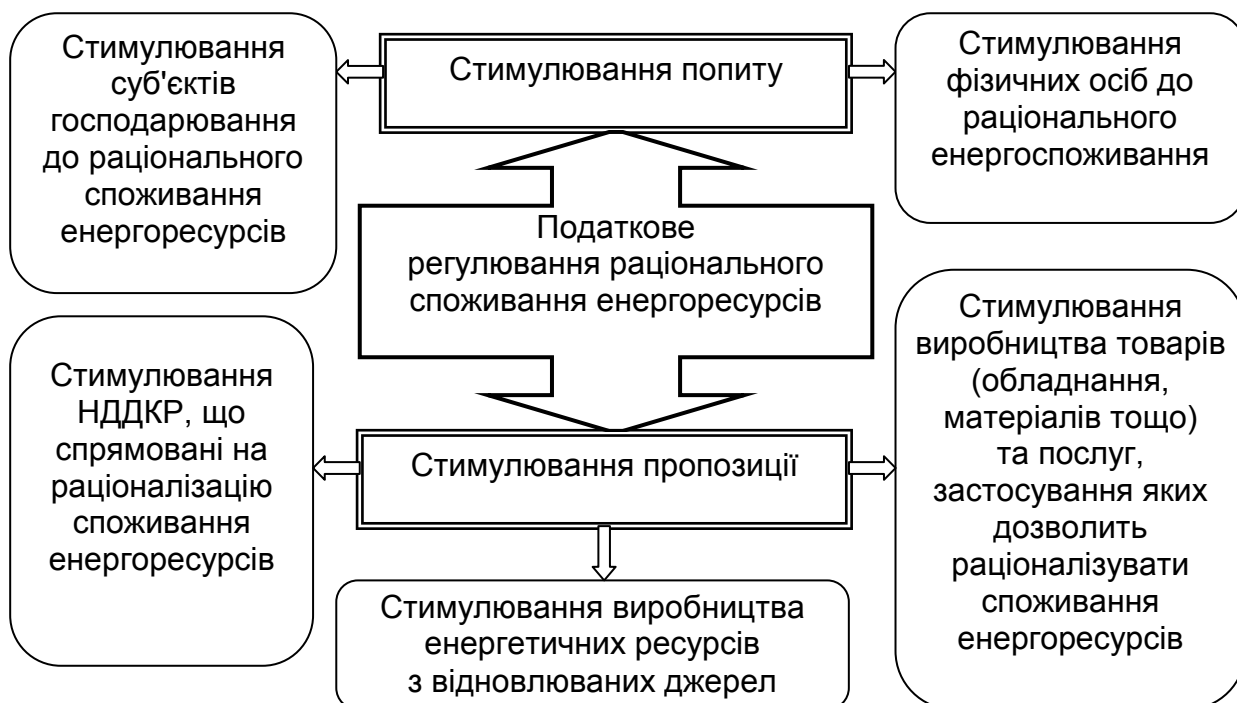 Стимулювання
суб'єктів
господарювання
до раціонального
споживання
енергоресурсів
Стимулювання попиту
Стимулювання
фізичних осіб до
раціонального
енергоспоживання
Податкове
регулювання раціонального
споживання енергоресурсів
Стимулювання
НДДКР, що
спрямовані на
раціоналізацію
споживання
енергоресурсів
Стимулювання пропозиції
Стимулювання
виробництва товарів
(обладнання,
матеріалів тощо)
та послуг,
застосування яких
дозволить
раціоналізувати
споживання
енергоресурсів
Стимулювання виробництва
енергетичних ресурсів
з відновлюваних джерел